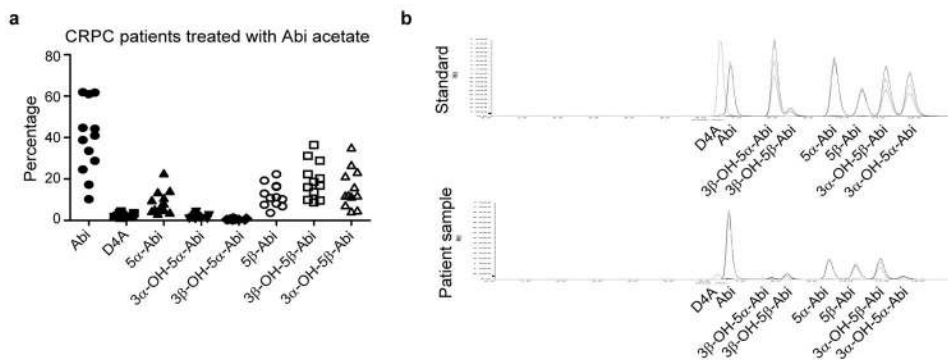 a
CRPC patients treated with Abi acetate
Percentage
80
60
40
20
0
Abi
D4A
5α-Abi
3α-OH-5α-Abi
3β-OH-5α-Abi
5β-Abi
3β-OH-5β-Abi
3α-OH-5β-Abi
b
Standard
D4A
Abi
3β-OH-5α-Abi
3β-OH-5β-Abi
5α-Abi
5β-Abi
3α-OH-5β-Abi
3α-OH-5α-Abi
Patient sample
D4A
Abi
3β-OH-5α-Abi
3β-OH-5β-Abi
5α-Abi
5β-Abi
3α-OH-5β-Abi
3α-OH-5α-Abi